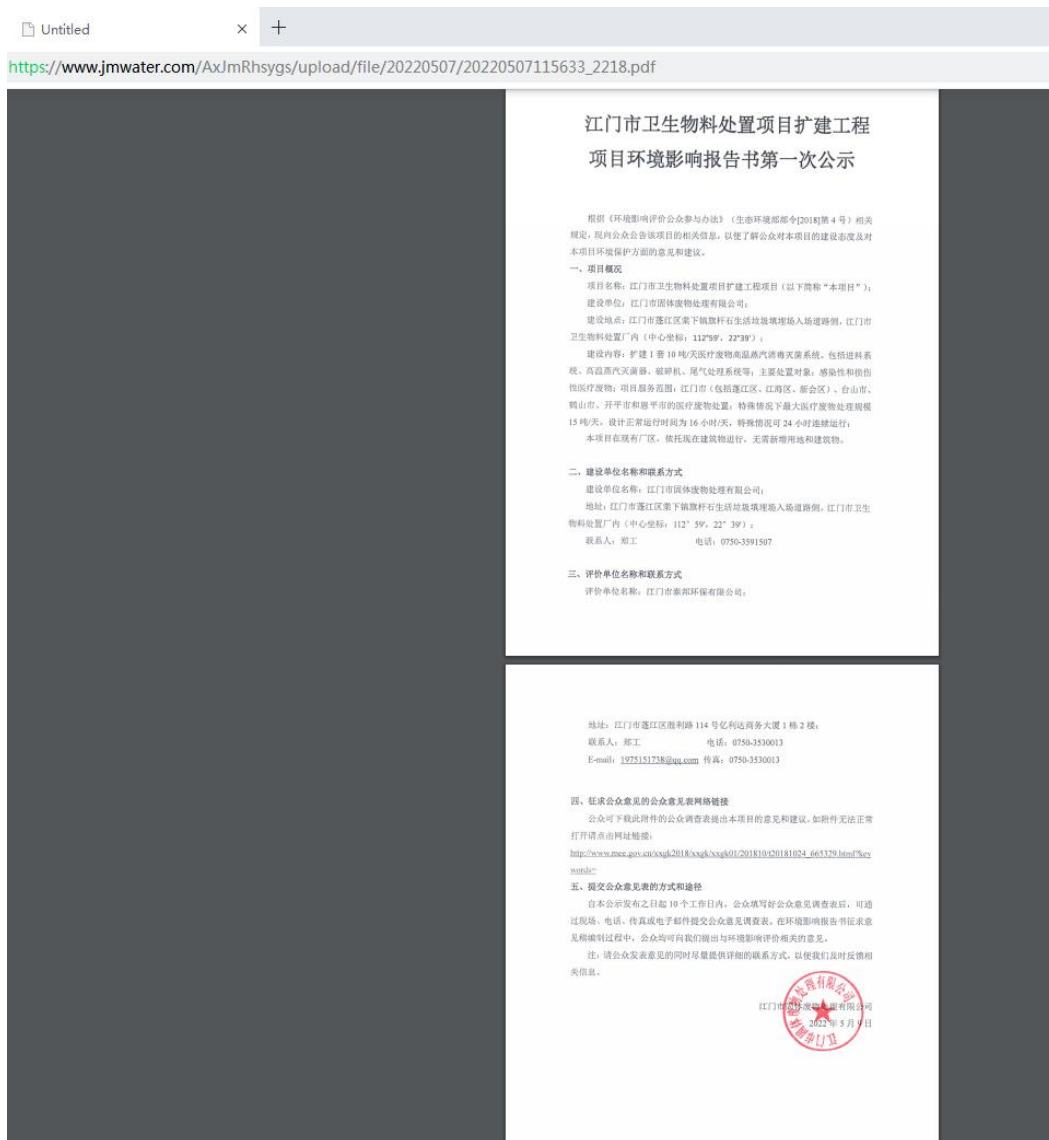 Untitled
https://www.jmwater.com/AxJmRhsygs/upload/file/20220507/20220507115633_2218.pdf
江门市卫生物料处置项目扩建工程
项目环境影响报告书第一次公示
根据《环境影响评价公众参与办法》（生态环境部部令[2018]第 4 号）相关
规定，现向公众公告该项目的相关信息，以便了解公众对本项目的建设态度及对
本项目环境保护方面的意见和建议。
一、项目概况
项目名称：江门市卫生物料处置项目扩建工程项目（以下简称“本项目”）；
建设单位：江门市固体废物处理有限公司；
建设地点：江门市蓬江区棠下镇旗杆石生活垃圾填埋场入场道路侧，江门市
卫生物料处置厂内（中心坐标：112°59′，22°39′）；
建设内容：扩建 1 套 10 吨/天医疗废物高温蒸汽消毒灭菌系统，包括进料系
统、高温蒸汽灭菌器、破碎机、尾气处理系统等；主要处置对象：感染性和损伤
性医疗废物；项目服务范围：江门市（包括蓬江区、江海区、新会区）、台山市、
鹤山市、开平市和恩平市的医疗废物处置；特殊情况下最大医疗废物处理规模
15 吨/天，设计正常运行时间为 16 小时/天，特殊情况可 24 小时连续运行；
本项目在现有厂区，依托现在建筑物进行，无需新增用地和建筑物。
二、建设单位名称和联系方式
建设单位名称：江门市固体废物处理有限公司；
地址：江门市蓬江区棠下镇旗杆石生活垃圾填埋场入场道路侧，江门市卫生
物料处置厂内（中心坐标：112° 59′，22° 39′）；
联系人：郑工 电话：0750-3591507
三、评价单位名称和联系方式
评价单位名称：江门市泰邦环保有限公司；
地址：江门市蓬江区胜利路 114 号亿利达商务大厦 1 栋 2 楼；
联系人：郑工 电话：0750-3530013
E-mail：1975151738@qq.com 传真：0750-3530013
四、征求公众意见的公众意见表网络链接
公众可下载此附件的公众调查表提出本项目的意见和建议，如附件无法正常
打开请点击网址链接：
http://www.mee.gov.cn/xxgk2018/xxgk/xxgk01/201810/t20181024_665329.html?key
words=
五、提交公众意见表的方式和途径
自本公示发布之日起 10 个工作日内，公众填写好公众意见调查表后，可通
过现场、电话、传真或电子邮件提交公众意见调查表。在环境影响报告书征求意
见稿编制过程中，公众均可向我们提出与环境影响评价相关的意见。
注：请公众发表意见的同时尽量提供详细的联系方式，以便我们及时反馈相
关信息。
江门市固体废物处理有限公司
2022 年 5 月 9 日
江门市固体废物处理有限公司